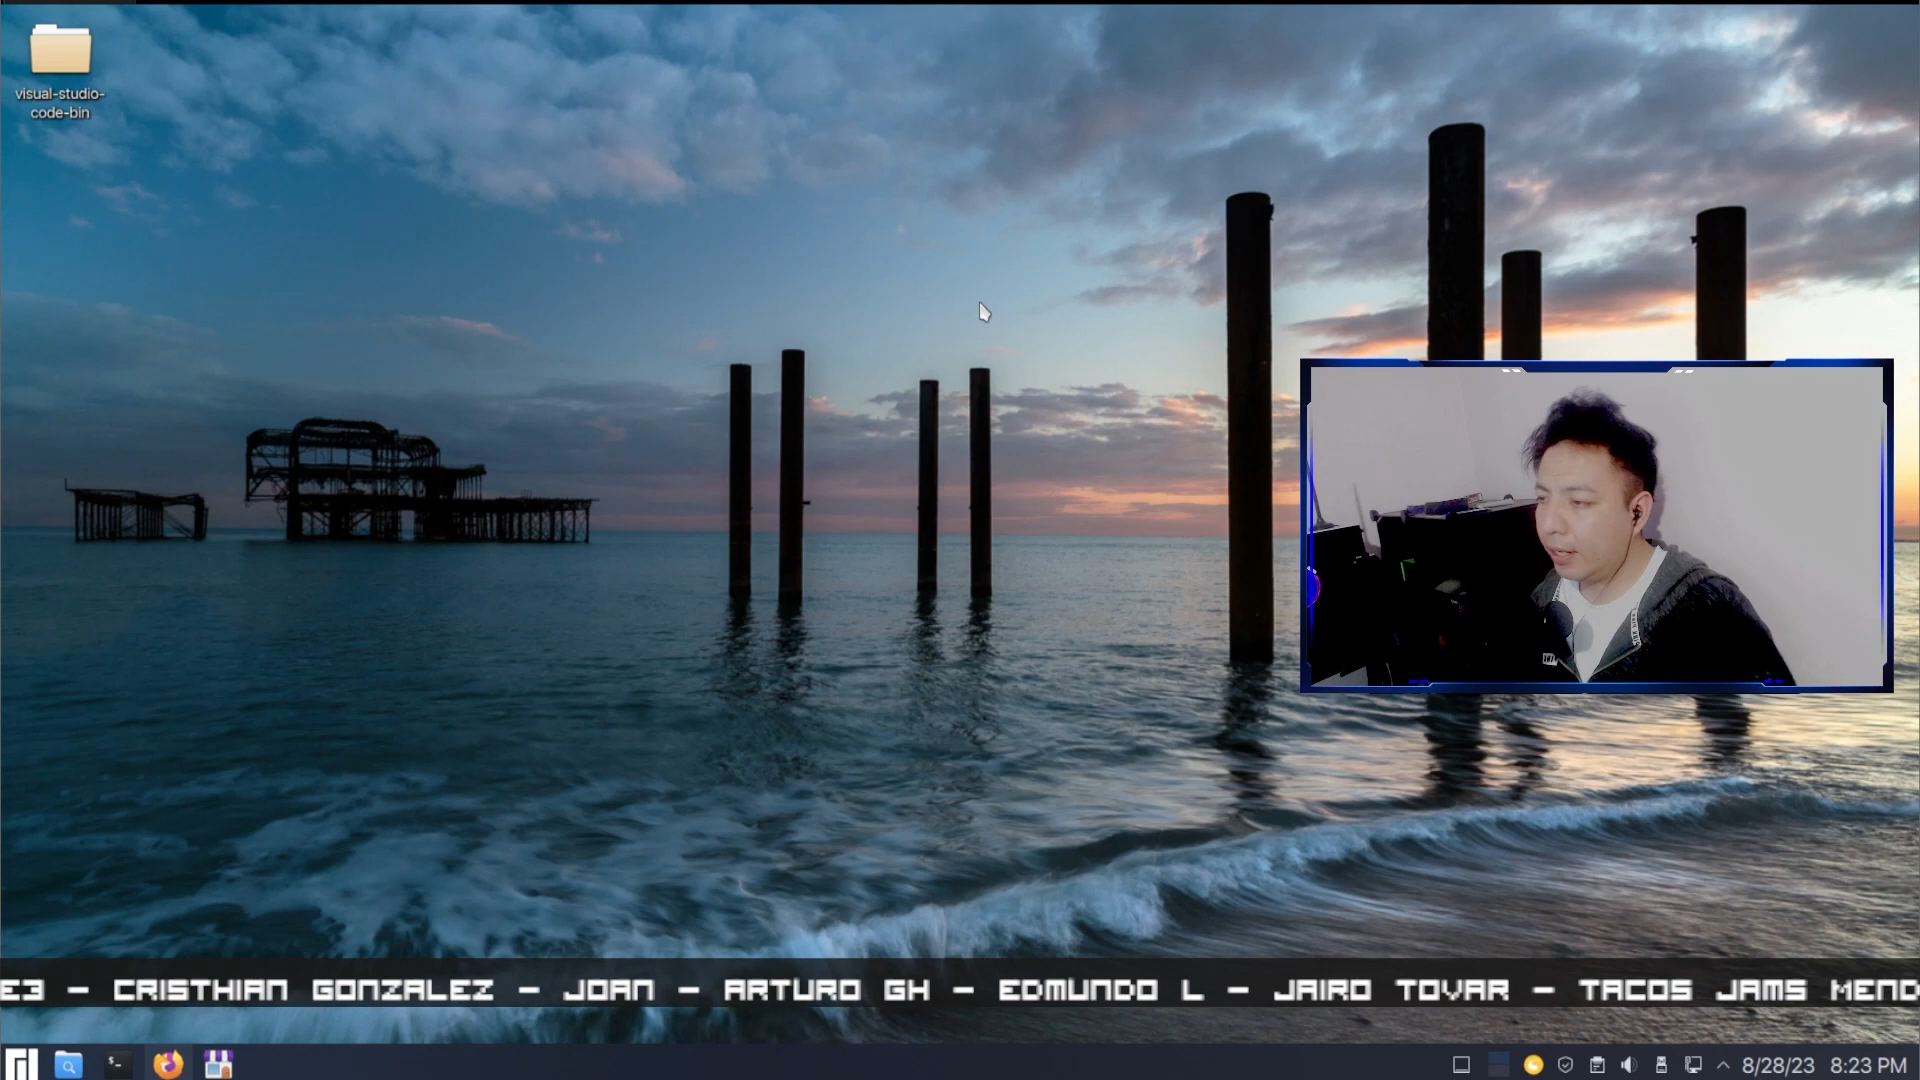 visual-studio-
code-bin
E3 - CRISTHIAN GONZALEZ - JOAN - ARTURO GH - EDMUNDO L - JAIRO TOVAR - TACOS JAMS MEND
8/28/23 8:23 PM